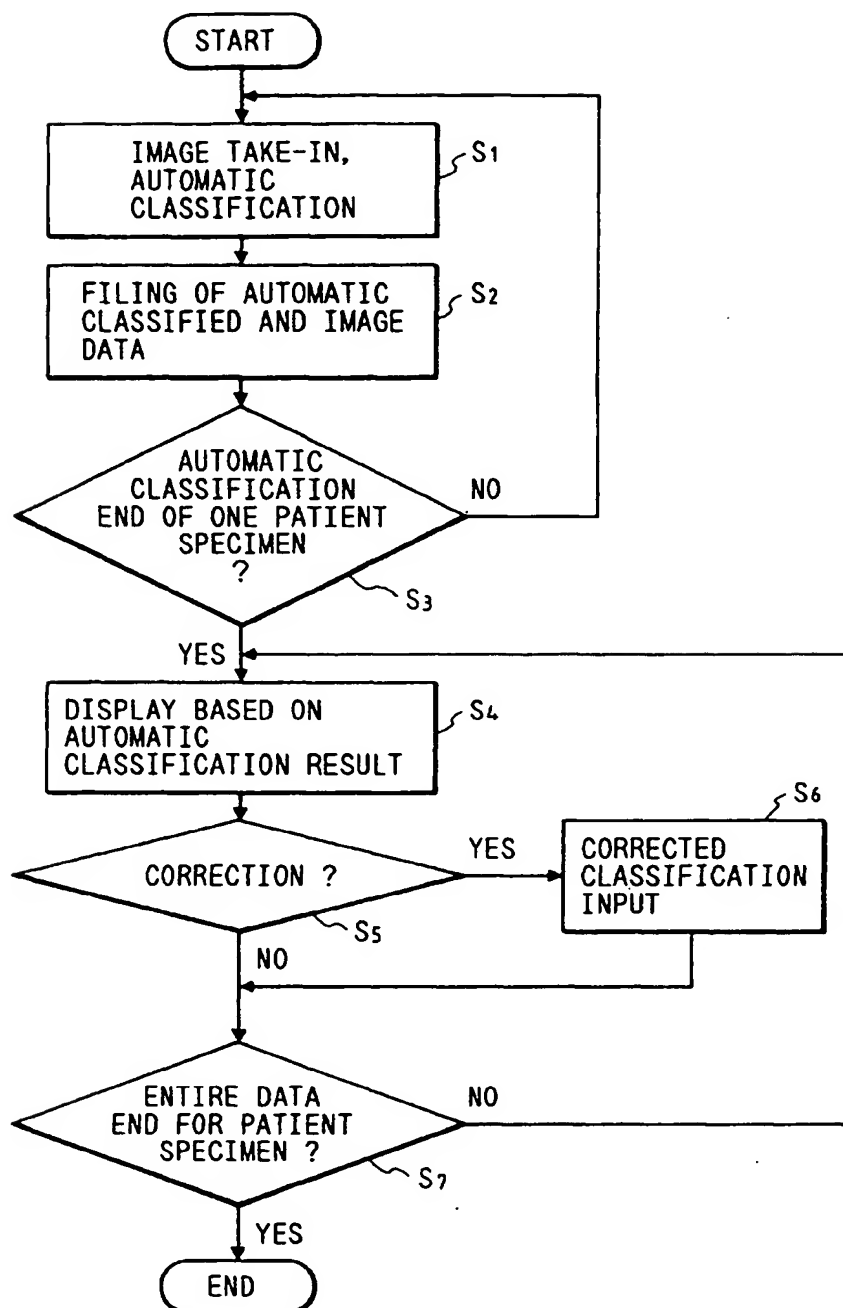 START
IMAGE TAKE-IN,
AUTOMATIC
CLASSIFICATION
S1
FILING OF AUTOMATIC
CLASSIFIED AND IMAGE
DATA
S2
AUTOMATIC
CLASSIFICATION
END OF ONE PATIENT
SPECIMEN
?
NO
S3
YES
DISPLAY BASED ON
AUTOMATIC
CLASSIFICATION RESULT
S4
CORRECTION ?
YES
S5
CORRECTED
CLASSIFICATION
INPUT
S6
NO
ENTIRE DATA
END FOR PATIENT
SPECIMEN ?
NO
S7
YES
END